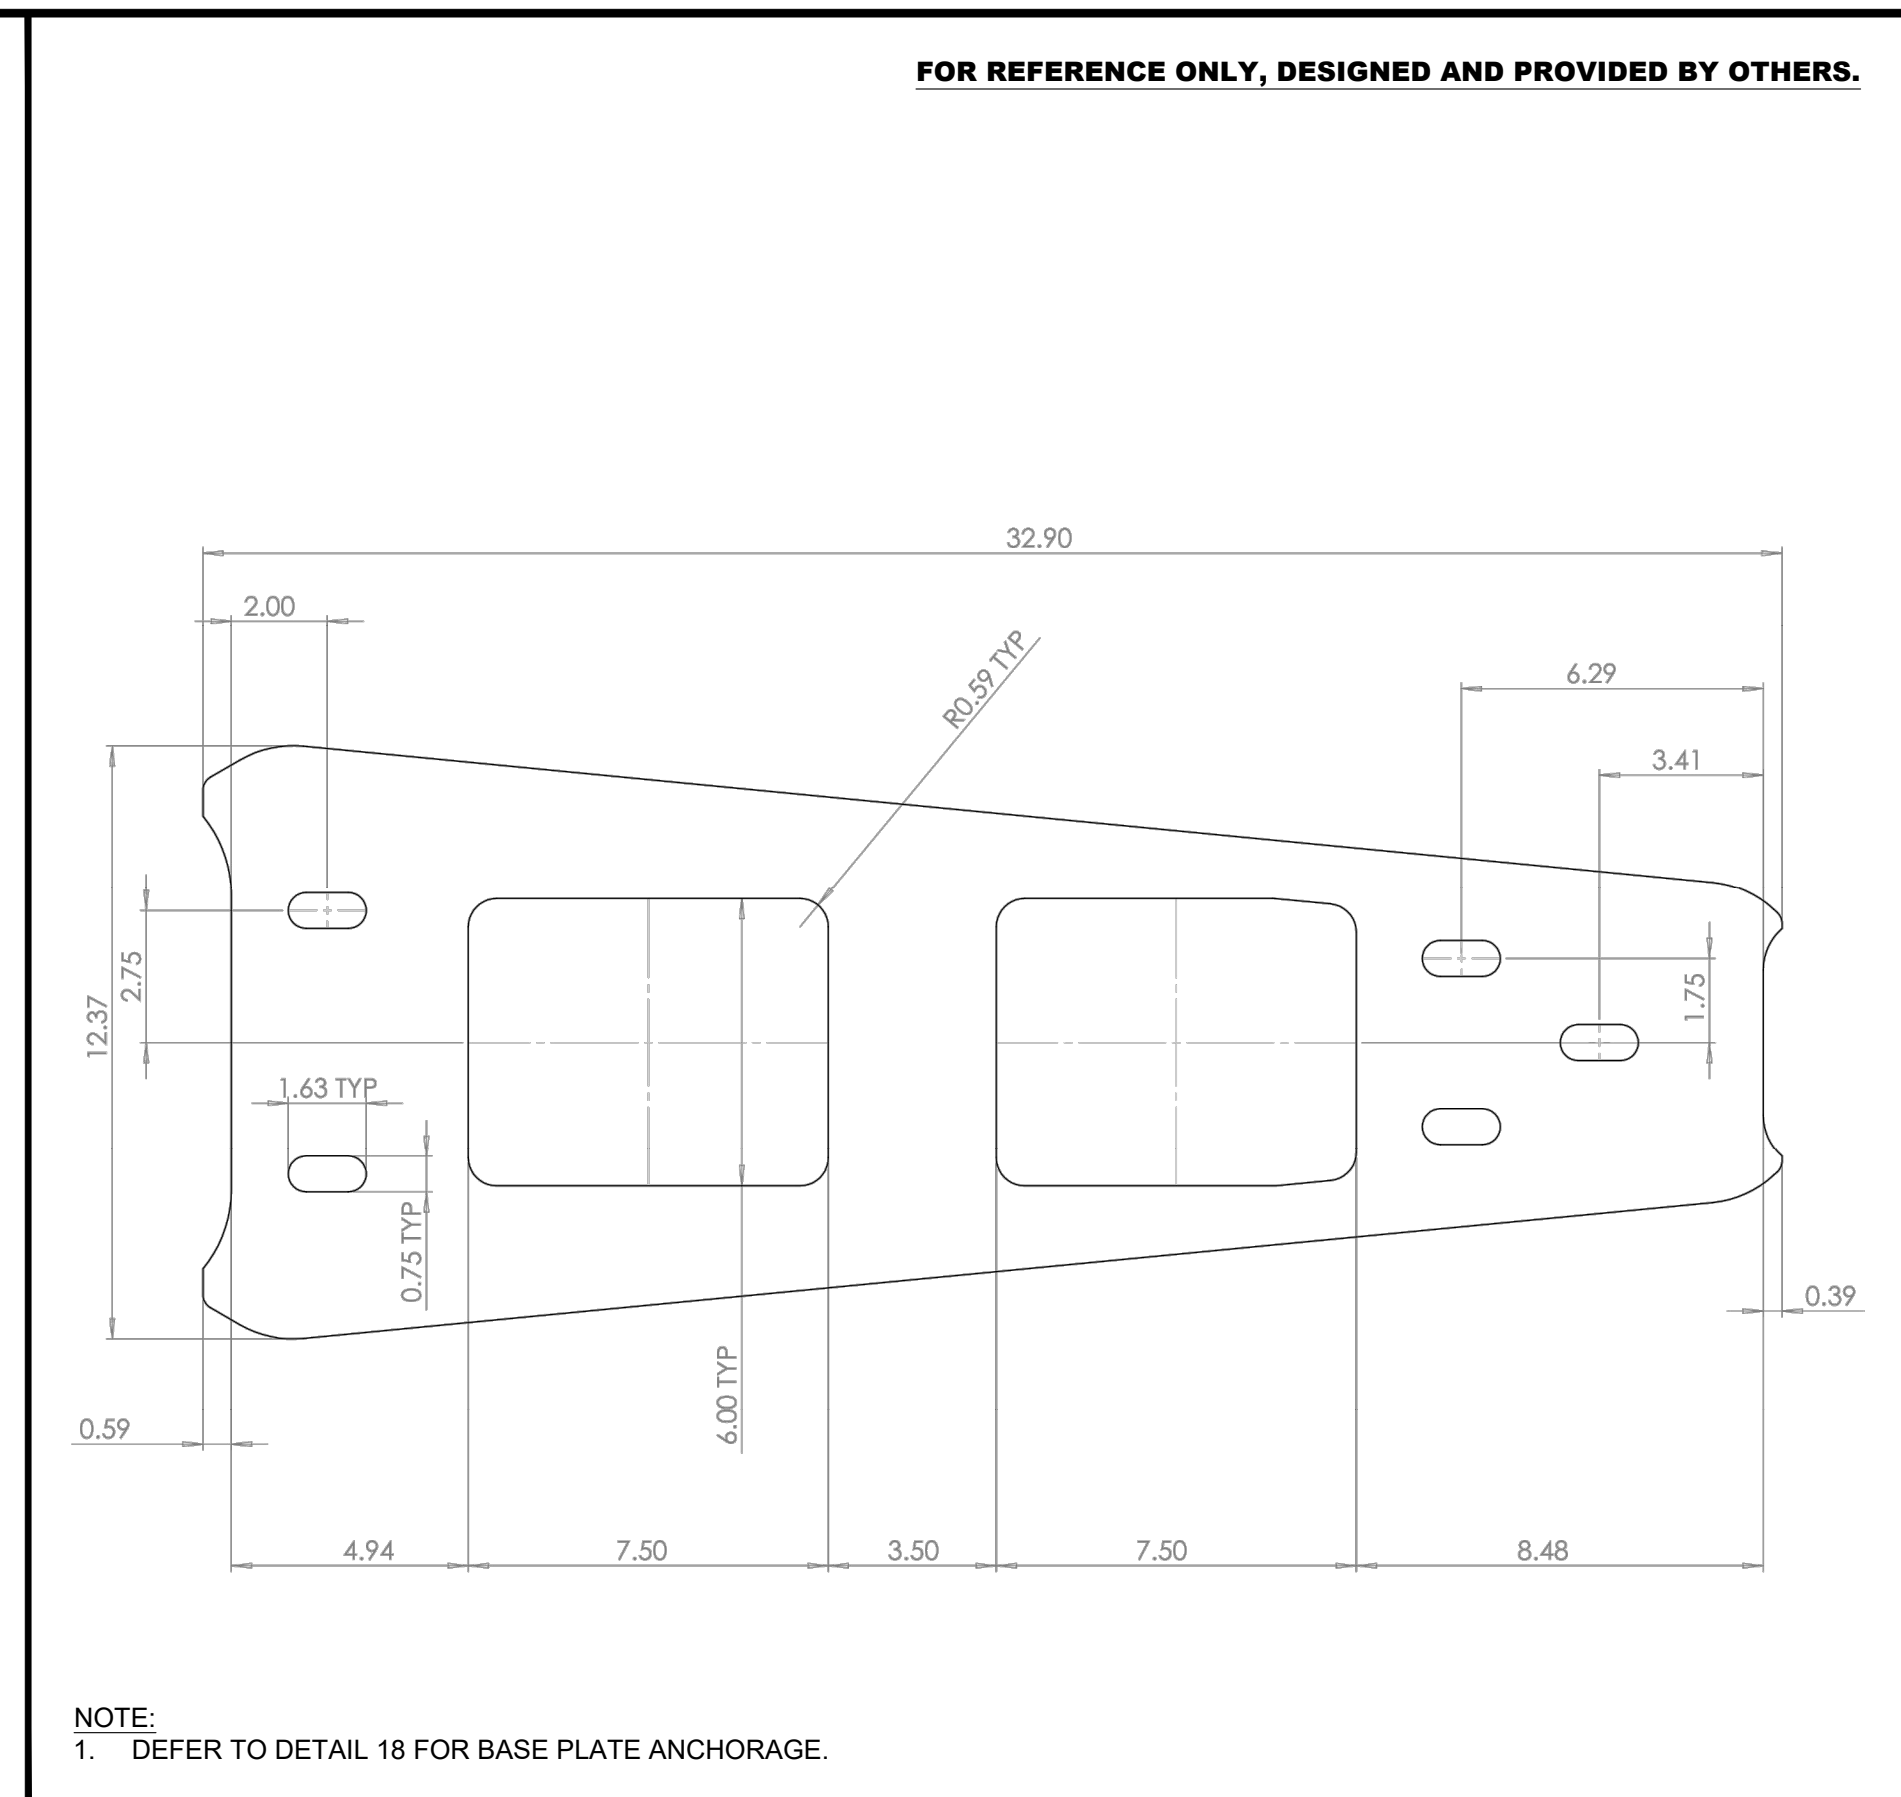 FOR REFERENCE ONLY, DESIGNED AND PROVIDED BY OTHERS.
32.90
2.00
R0.59 TYP
6.29
3.41
2.75
12.37
1.75
1.63 TYP
0.75 TYP
0.39
6.00 TYP
0.59
4.94
7.50
3.50
7.50
8.48
NOTE:
1. DEFER TO DETAIL 18 FOR BASE PLATE ANCHORAGE.